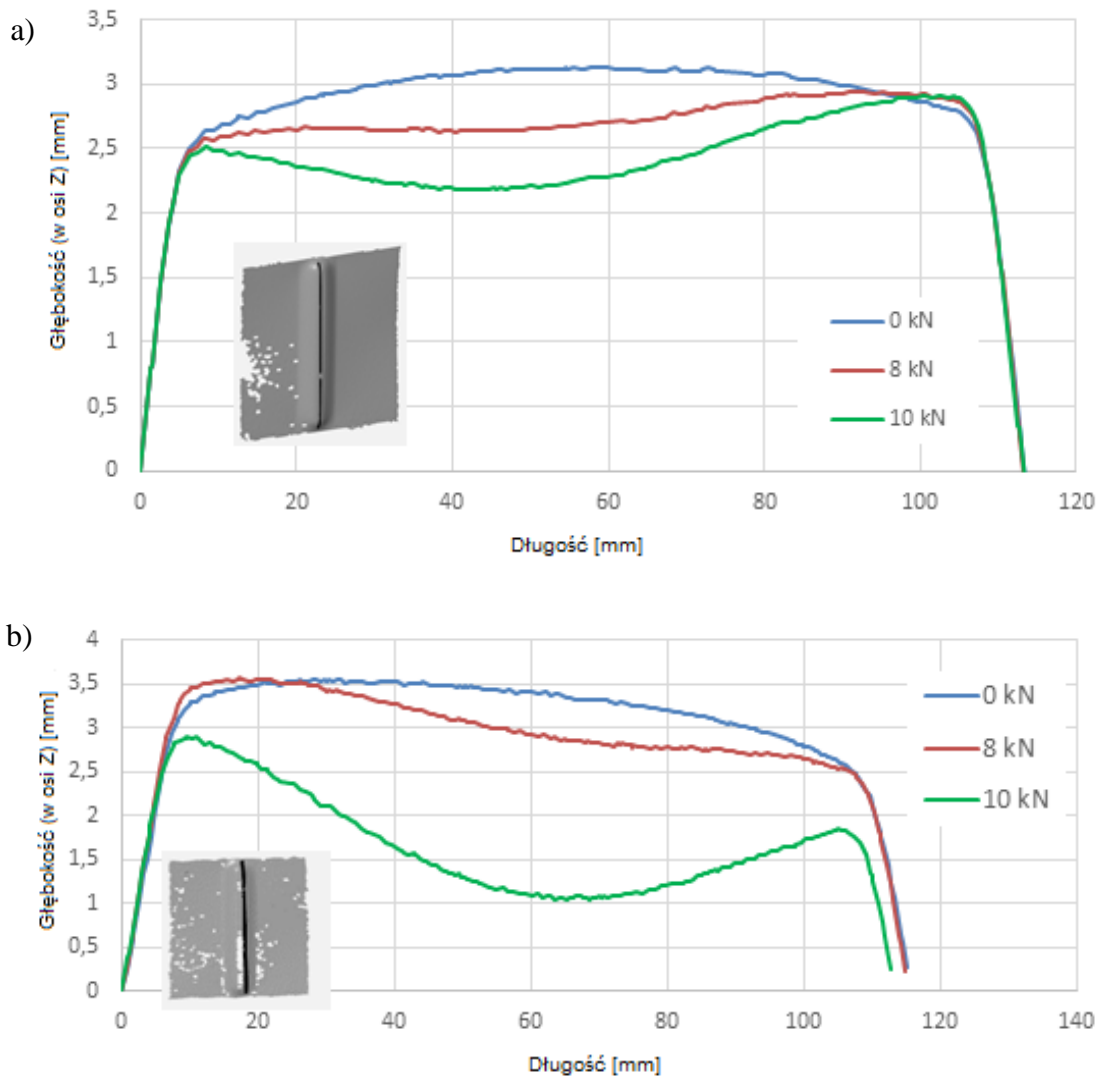 a)
3,5
3
2,5
2
1,5
1
0,5
0
Głębokość (w osi Z) [mm]
0 kN
8 kN
10 kN
0 20 40 60 80 100 120
Długość [mm]
b)
4
3,5
3
2,5
2
1,5
1
0,5
0
Głębokość (w osi Z) [mm]
0 kN
8 kN
10 kN
0 20 40 60 80 100 120 140
Długość [mm]